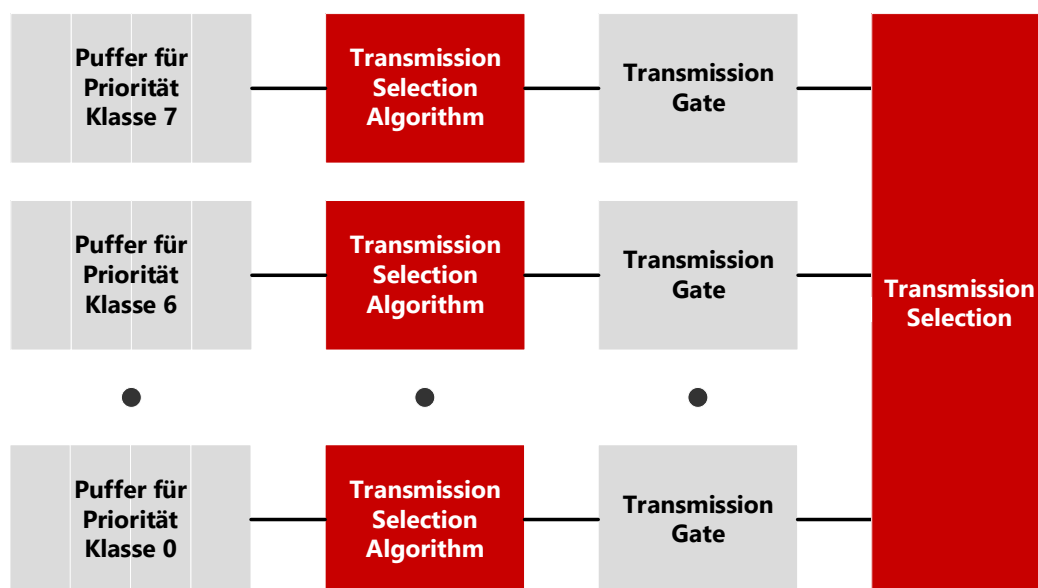 Puffer für
Priorität
Klasse 7
Transmission
Selection
Algorithm
Transmission
Gate
Puffer für
Priorität
Klasse 6
Transmission
Selection
Algorithm
Transmission
Gate
Transmission
Selection
Puffer für
Priorität
Klasse 0
Transmission
Selection
Algorithm
Transmission
Gate